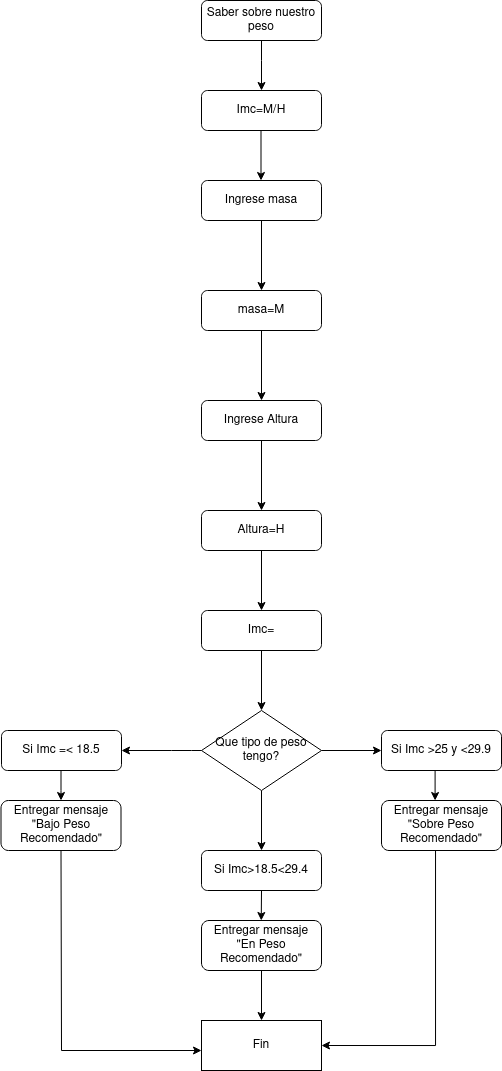 Saber sobre nuestro
peso
Imc=M/H
Ingrese masa
masa=M
Ingrese Altura
Altura=H
Imc=
Que tipo de peso
tengo?
Si Imc =< 18.5
Si Imc >25 y <29.9
Entregar mensaje
"Bajo Peso
Recomendado"
Entregar mensaje
"Sobre Peso
Recomendado"
Si Imc>18.5<29.4
Entregar mensaje
"En Peso
Recomendado"
Fin